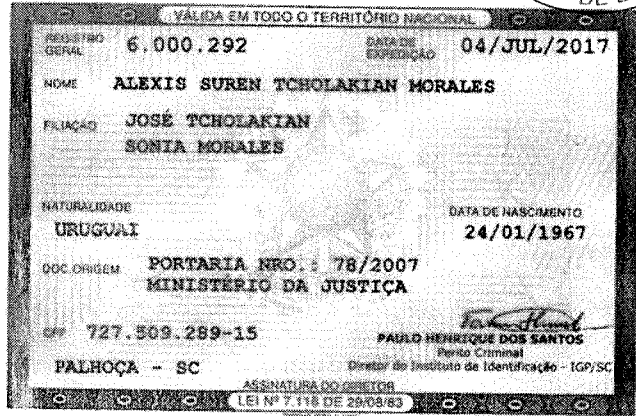 VÁLIDA EM TODO O TERRITÓRIO NACIONAL
REGISTRO GERAL 6.000.292 DATA DE EXPEDIÇÃO 04/JUL/2017
NOME ALEXIS SUREN TCHOLAKIAN MORALES
FILIAÇÃO JOSÉ TCHOLAKIAN
SONIA MORALES
NATURALIDADE DATA DE NASCIMENTO
URUGUAI 24/01/1967
DOC. ORIGEM PORTARIA NRO.: 78/2007
MINISTÉRIO DA JUSTIÇA
CPF 727.509.289-15
PAULO HENRIQUE DOS SANTOS
Perito Criminal
PALHOÇA - SC Diretor do Instituto de Identificação - IGP/SC
ASSINATURA DO DIRETOR
LEI Nº 7.116 DE 29/08/83